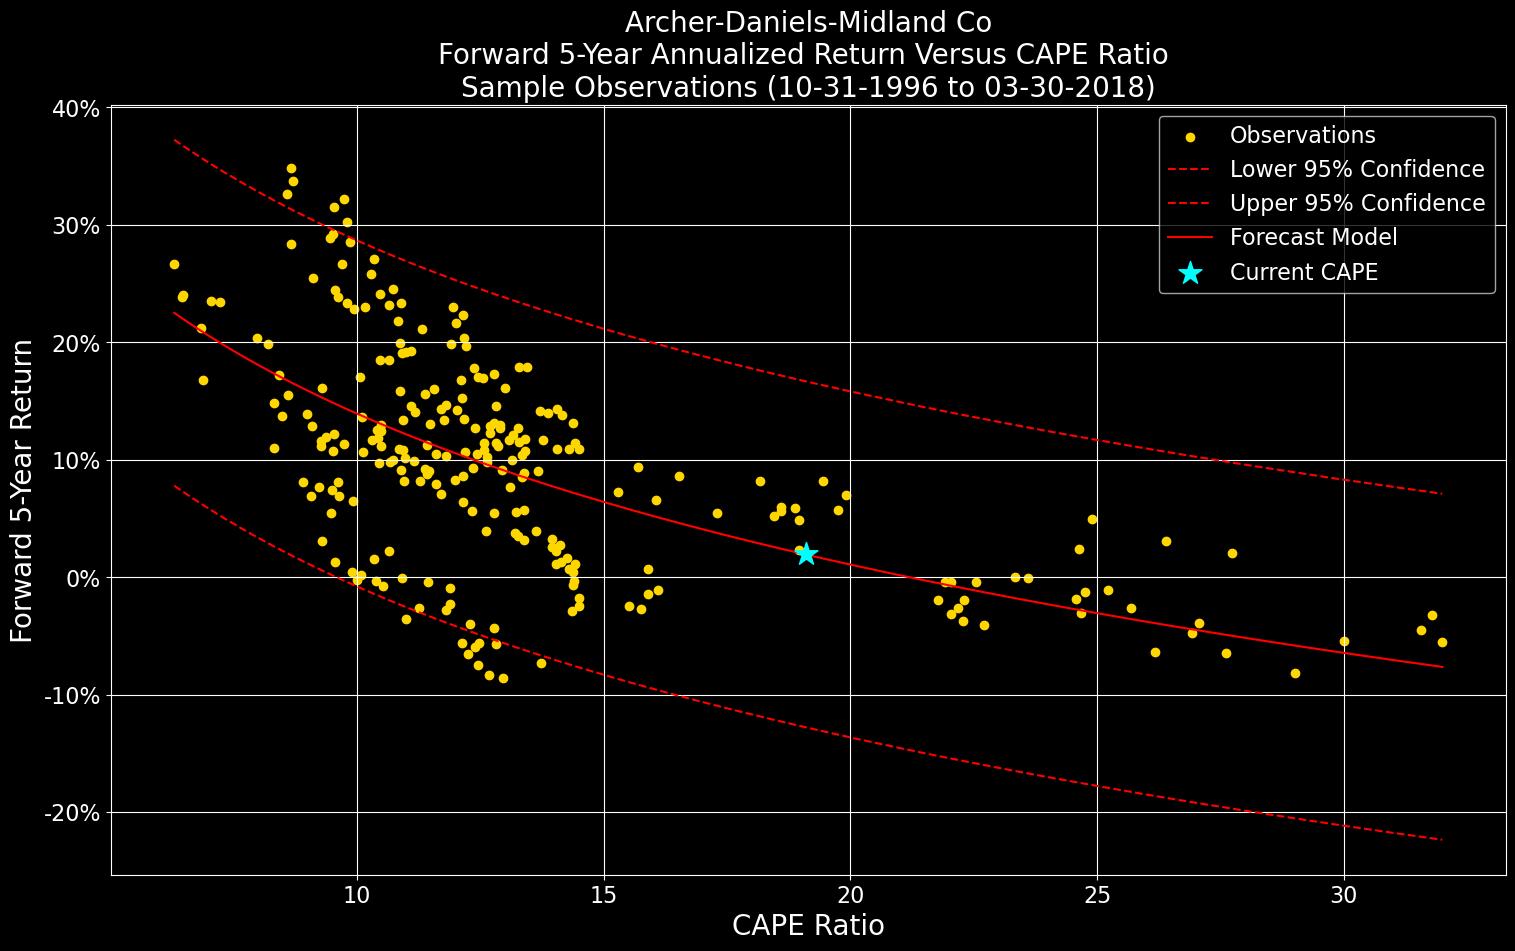 Archer-Daniels-Midland Co
Forward 5-Year Annualized Return Versus CAPE Ratio
Sample Observations (10-31-1996 to 03-30-2018)
Observations
Lower 95% Confidence
Upper 95% Confidence
Forecast Model
Current CAPE
Forward 5-Year Return
40%
30%
20%
10%
0%
-10%
-20%
10 15 20 25 30
CAPE Ratio